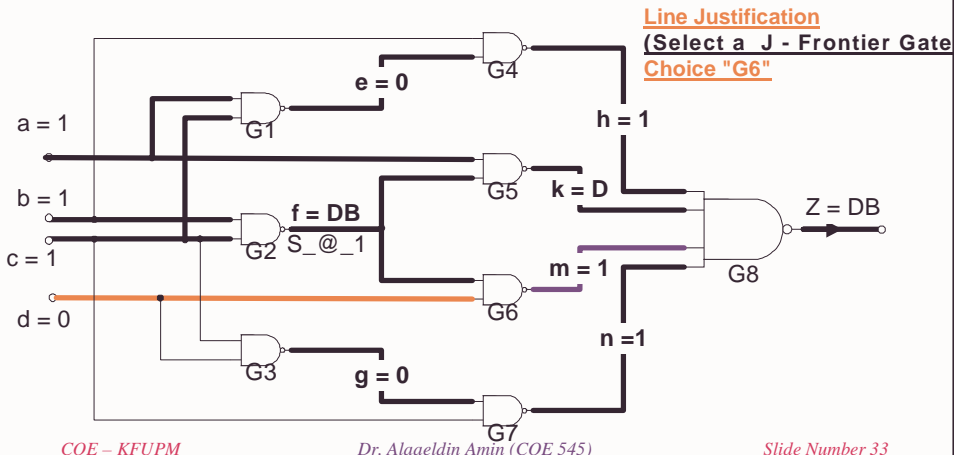 Line Justification
(Select a J - Frontier Gate
Choice "G6"
G4
e = 0
G1
a = 1
h = 1
G5
k = D
b = 1
f = DB
Z = DB
G2
S_@_1
c = 1
m = 1
G8
d = 0
G6
n =1
G3
g = 0
G7
COE – KFUPM Dr. Alaaeldin Amin (COE 545) Slide Number 33